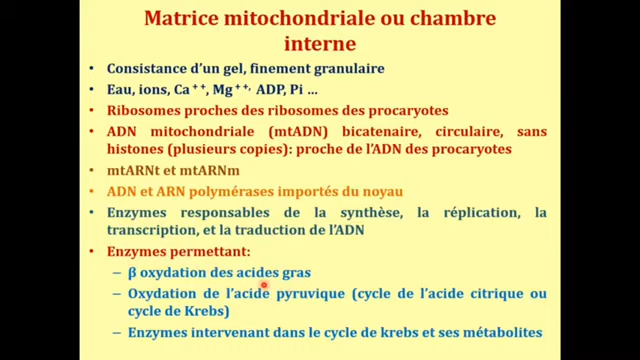 Matrice mitochondriale ou chambre
interne
• Consistance d'un gel, finement granulaire
• Eau, ions, Ca⁺⁺, Mg⁺⁺, ADP, Pi …
• Ribosomes proches des ribosomes des procaryotes
• ADN mitochondriale (mtADN) bicatenaire, circulaire, sans
histones (plusieurs copies): proche de l'ADN des procaryotes
• mtARNt et mtARNm
• ADN et ARN polymérases importés du noyau
• Enzymes responsables de la synthèse, la réplication, la
transcription, et la traduction de l'ADN
• Enzymes permettant:
– β oxydation des acides gras
– Oxydation de l'acide pyruvique (cycle de l'acide citrique ou
cycle de Krebs)
– Enzymes intervenant dans le cycle de krebs et ses métabolites